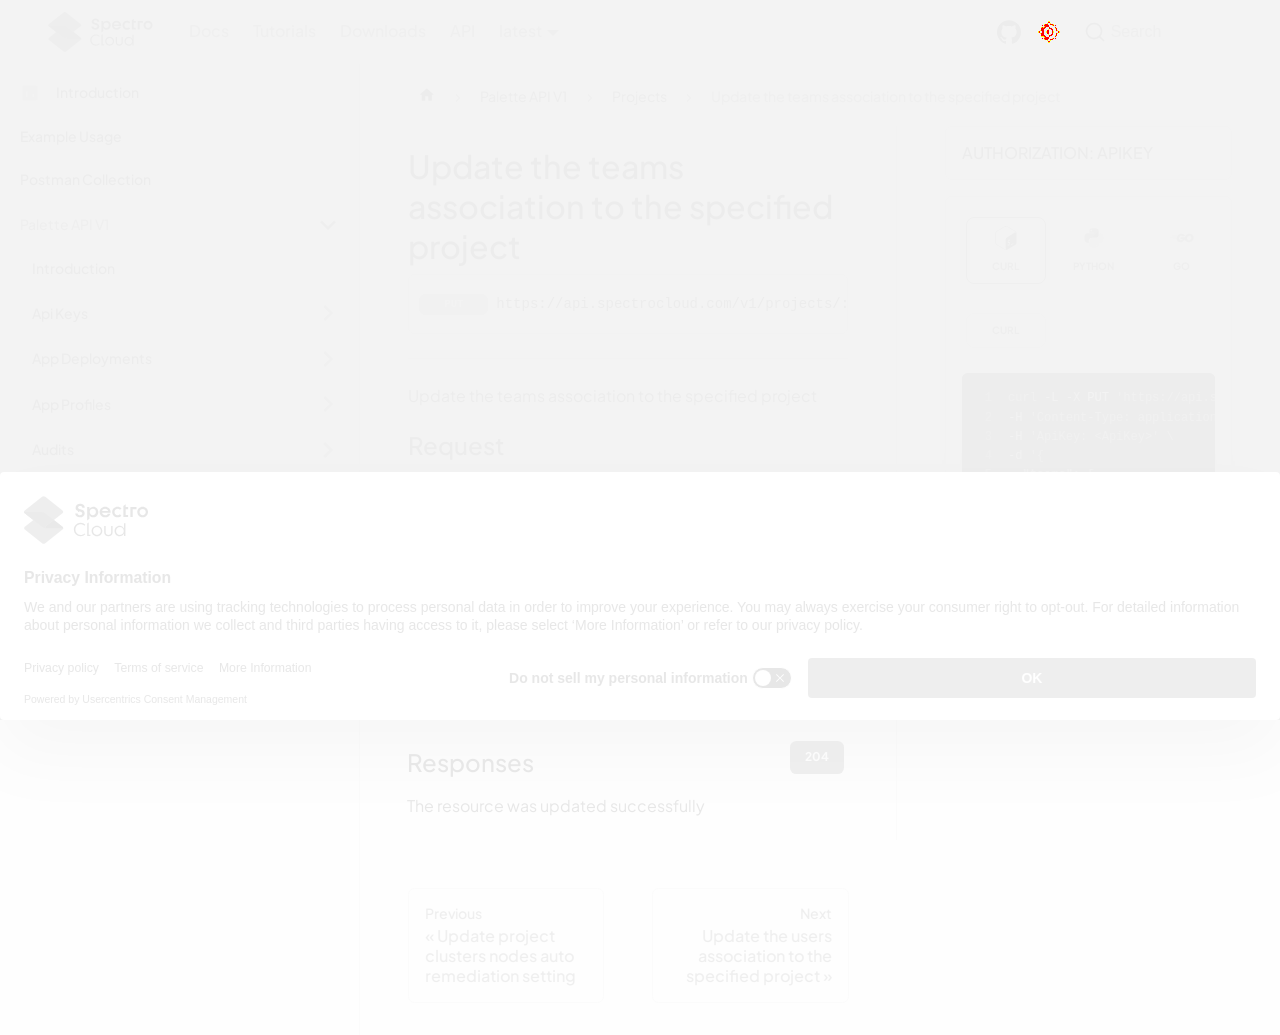 Spectro Cloud
Docs Tutorials Downloads API latest
Search
Introduction
Palette API V1 Projects Update the teams association to the specified project
Example Usage
Postman Collection
Palette API V1
Introduction
Api Keys
App Deployments
App Profiles
Audits
Update the teams
association to the specified
project
https://api.spectrocloud.com/v1/projects/
Update the teams association to the specified project
Request
AUTHORIZATION: APIKEY
CURL PYTHON GO
CURL
PUT
Spectro
Cloud
Privacy Information
We and our partners are using tracking technologies to process personal data in order to improve your experience. You may always exercise your consumer right to opt-out. For detailed information
about personal information we collect and third parties having access to it, please select ‘More Information’ or refer to our privacy policy.
Privacy policy Terms of service More Information
Do not sell my personal information
OK
Powered by Usercentrics Consent Management
Responses
204
The resource was updated successfully
Previous
« Update project
clusters nodes auto
remediation setting
Next
Update the users
association to the
specified project »